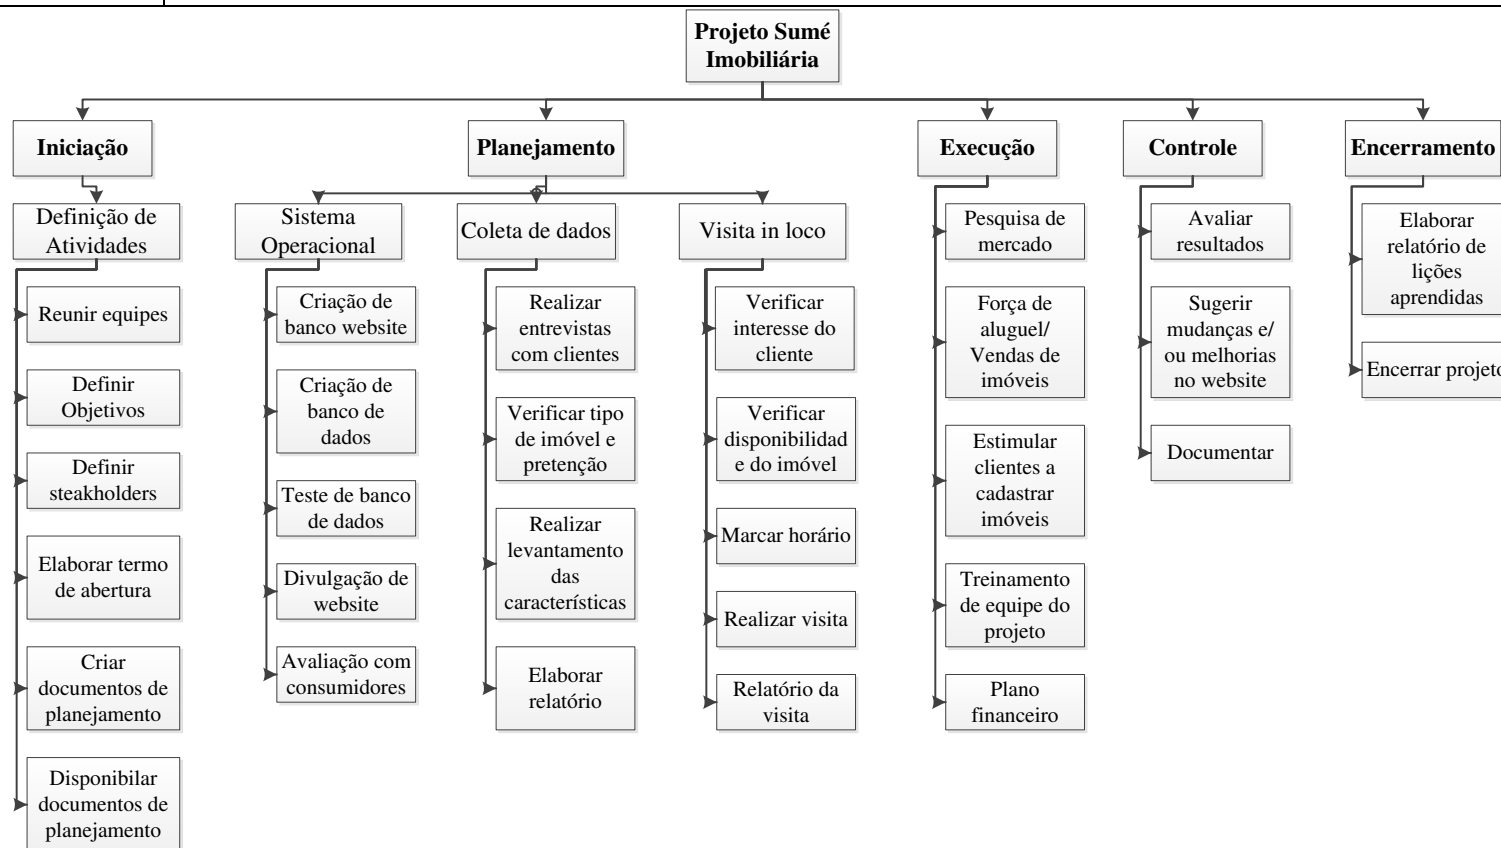 Projeto Sumé
Imobiliária
Iniciação
Planejamento
Execução
Controle
Encerramento
Definição de
Atividades
Reunir equipes
Definir
Objetivos
Definir
steakholders
Elaborar termo
de abertura
Criar
documentos de
planejamento
Disponibilar
documentos de
planejamento
Sistema
Operacional
Criação de
banco website
Criação de
banco de
dados
Teste de banco
de dados
Divulgação de
website
Avaliação com
consumidores
Coleta de dados
Realizar
entrevistas
com clientes
Verificar tipo
de imóvel e
pretenção
Realizar
levantamento
das
características
Elaborar
relatório
Visita in loco
Verificar
interesse do
cliente
Verificar
disponibilidad
e do imóvel
Marcar horário
Realizar visita
Relatório da
visita
Pesquisa de
mercado
Força de
aluguel/
Vendas de
imóveis
Estimular
clientes a
cadastrar
imóveis
Treinamento
de equipe do
projeto
Plano
financeiro
Avaliar
resultados
Sugerir
mudanças e/
ou melhorias
no website
Documentar
Elaborar
relatório de
lições
aprendidas
Encerrar projeto